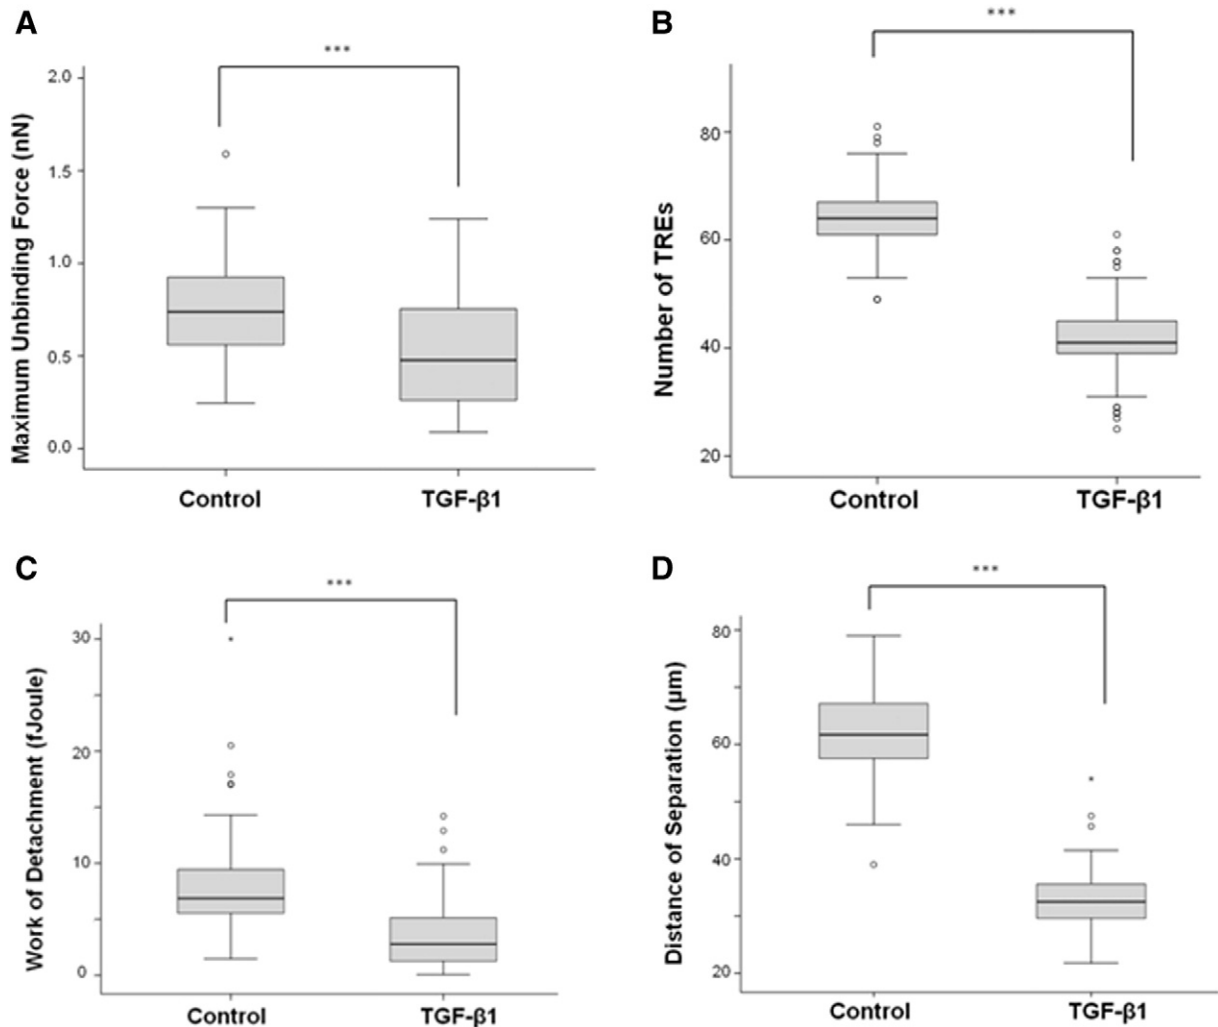 A
***
Maximum Unbinding Force (nN)
2.0
1.5
1.0
0.5
0.0
Control
TGF-β1
B
***
Number of TREs
80
60
40
20
Control
TGF-β1
C
***
Work of Detachment (fJoule)
30
20
10
0
Control
TGF-β1
D
***
Distance of Separation (μm)
80
60
40
20
Control
TGF-β1